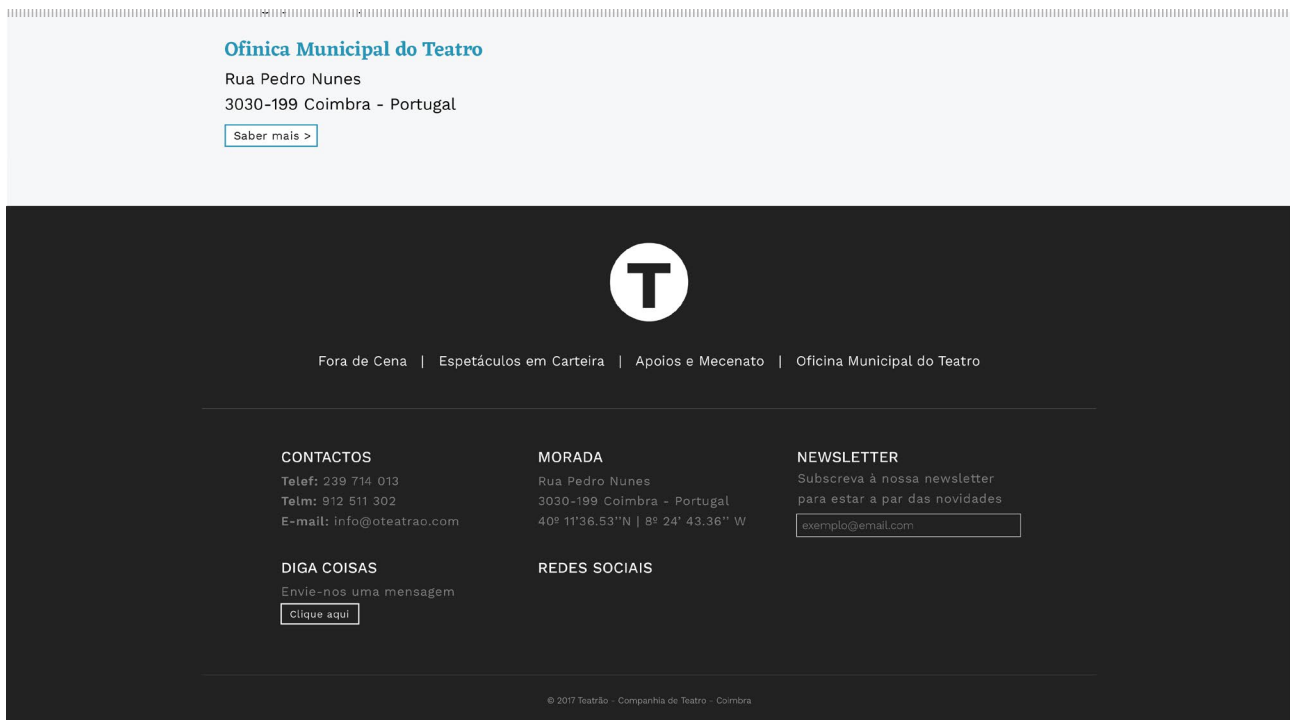 Ofinica Municipal do Teatro
Rua Pedro Nunes
3030-199 Coimbra - Portugal
Saber mais >
T
Fora de Cena | Espetáculos em Carteira | Apoios e Mecenato | Oficina Municipal do Teatro
CONTACTOS
Telef: 239 714 013
Telm: 912 511 302
E-mail: info@oteatrao.com
MORADA
Rua Pedro Nunes
3030-199 Coimbra - Portugal
40º 11'36.53''N | 8º 24' 43.36'' W
NEWSLETTER
Subscreva à nossa newsletter
para estar a par das novidades
exemplo@email.com
DIGA COISAS
Envie-nos uma mensagem
Clique aqui
REDES SOCIAIS
© 2017 Teatrão - Companhia de Teatro - Coimbra